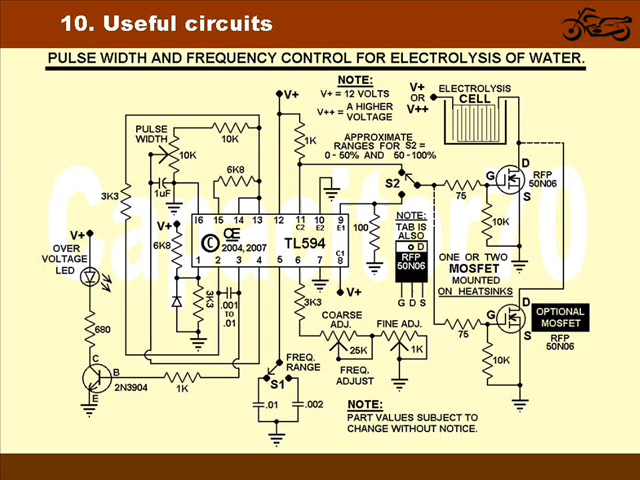 10. Useful circuits
PULSE WIDTH AND FREQUENCY CONTROL FOR ELECTROLYSIS OF WATER.
V+
NOTE:
V+ = 12 VOLTS
V++ = A HIGHER
VOLTAGE
V+
OR
V++
ELECTROLYSIS
CELL
PULSE
WIDTH
10K
10K
1K
APPROXIMATE
RANGES FOR S2 =
0 - 50% AND 50 - 100%
6K8
1uF
3K3
S2
75
G
D
S
RFP
50N06
10K
16
15
14
13
12
11
C2
10
E2
9
E1
V+
6K8
C
OE
2004, 2007
TL594
C1
8
100
NOTE:
TAB IS
ALSO
D
RFP
50N06
G D S
V+
OVER
VOLTAGE
LED
1
2
3
4
5
6
7
V+
ONE OR TWO
MOSFET
MOUNTED
ON HEATSINKS
3K3
.001
TO
.01
3K3
COARSE
ADJ.
FINE ADJ.
75
G
D
S
OPTIONAL
MOSFET
RFP
50N06
680
25K
1K
10K
FREQ.
RANGE
FREQ.
ADJUST
C
B
E
2N3904
1K
S1
.01
.002
NOTE:
PART VALUES SUBJECT TO
CHANGE WITHOUT NOTICE.